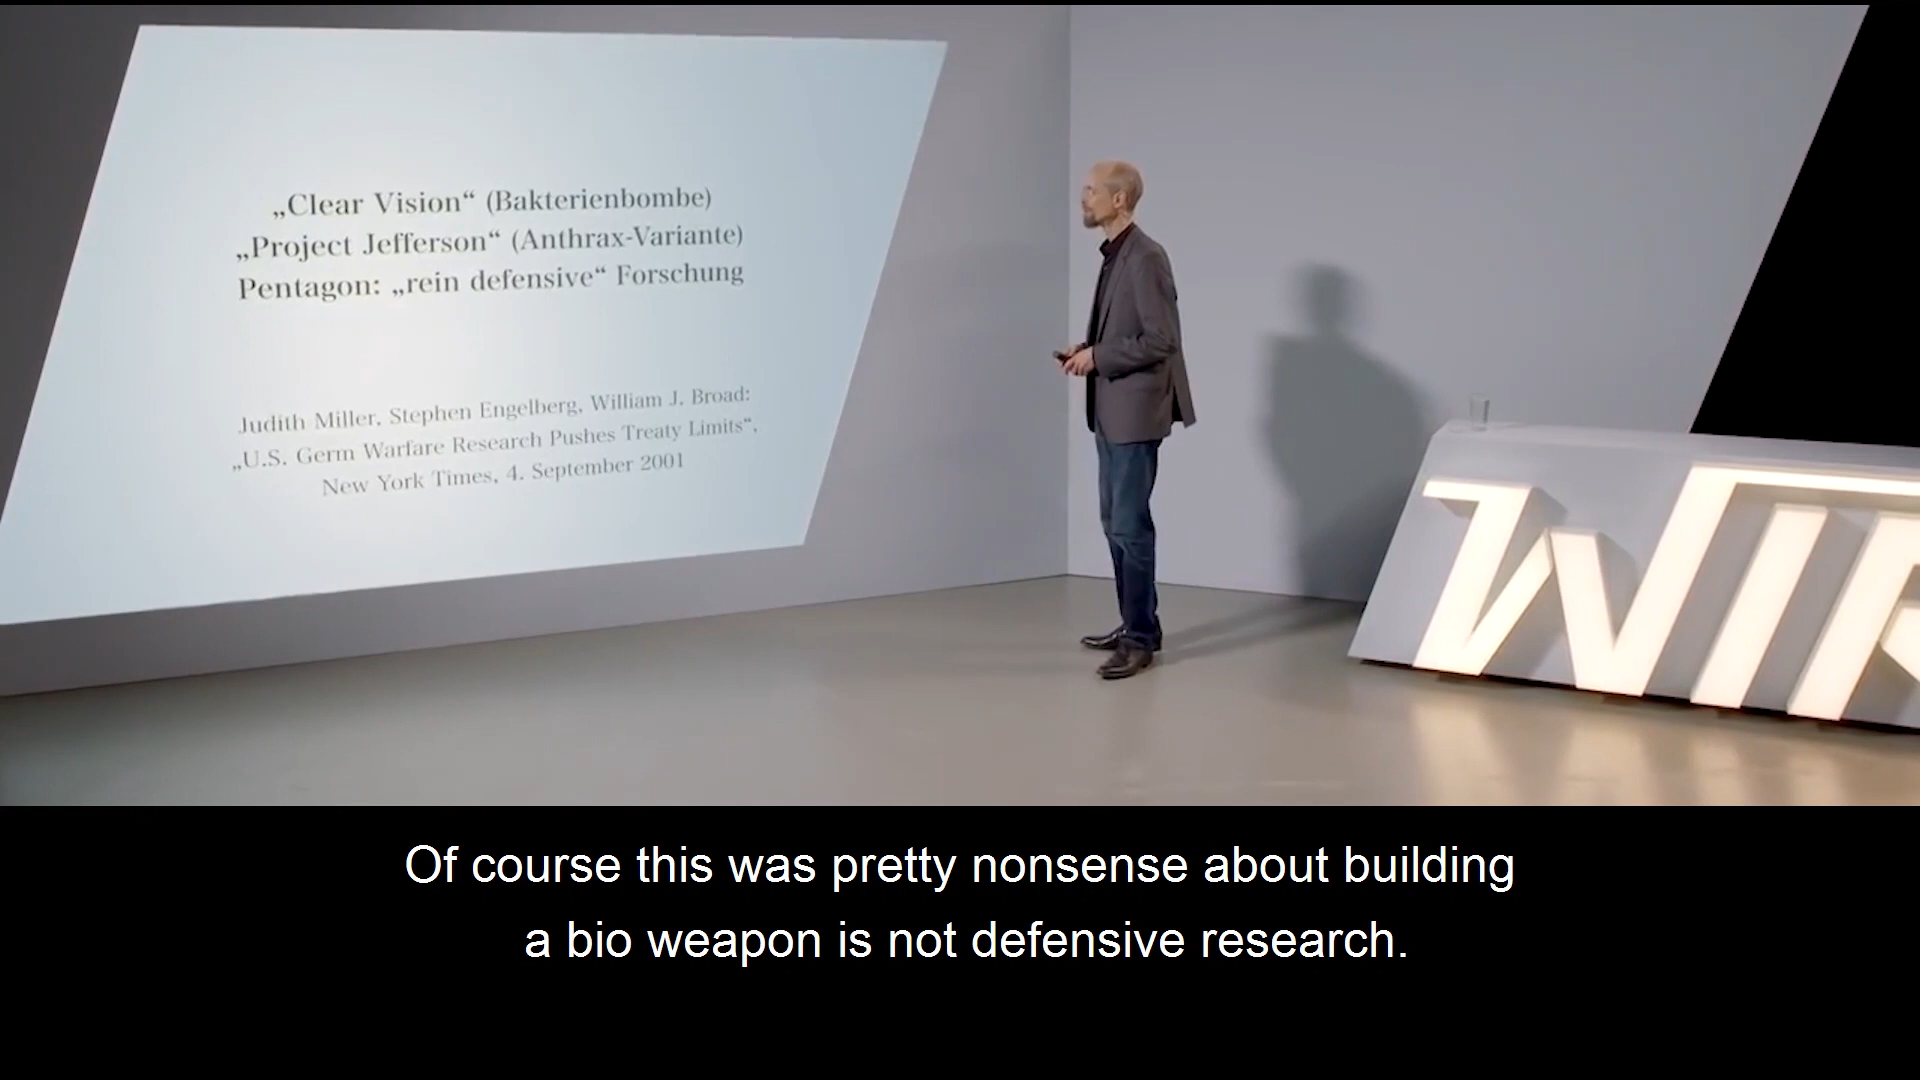 „Clear Vision“ (Bakterienbombe)
„Project Jefferson“ (Anthrax-Variante)
Pentagon: „rein defensive“ Forschung
Judith Miller, Stephen Engelberg, William J. Broad:
„U.S. Germ Warfare Research Pushes Treaty Limits“,
New York Times, 4. September 2001
WIR
Of course this was pretty nonsense about building
a bio weapon is not defensive research.